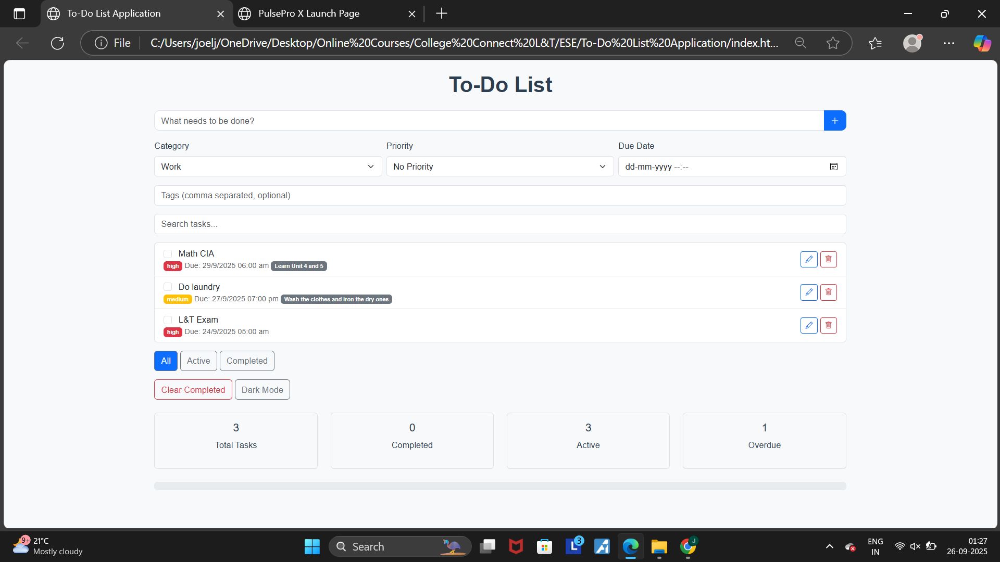 To-Do List Application
PulsePro X Launch Page
File
C:/Users/joelj/OneDrive/Desktop/Online%20Courses/College%20Connect%20L&T/ESE/To-Do%20List%20Application/index.ht...
To-Do List
What needs to be done?
+
Category
Priority
Due Date
Work
No Priority
dd-mm-yyyy --:--
Tags (comma separated, optional)
Search tasks...
Math CIA
high Due: 29/9/2025 06:00 am Learn Unit 4 and 5
Do laundry
medium Due: 27/9/2025 07:00 pm Wash the clothes and iron the dry ones
L&T Exam
high Due: 24/9/2025 05:00 am
All Active Completed
Clear Completed Dark Mode
3
Total Tasks
0
Completed
3
Active
1
Overdue
9+
21°C
Mostly cloudy
Search
L
3
J
ENG
IN
01:27
26-09-2025